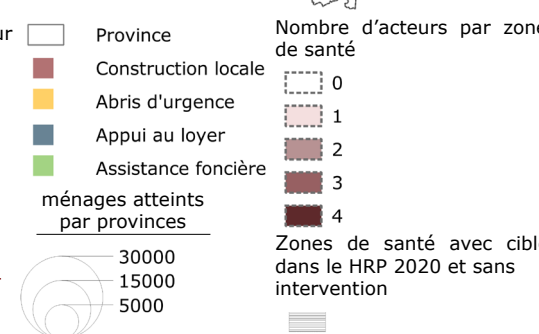 ur
Province
Construction locale
Abris d'urgence
Appui au loyer
Assistance foncière
ménages atteints
par provinces
30000
15000
5000
Nombre d'acteurs par zone
de santé
0
1
2
3
4
Zones de santé avec cible
dans le HRP 2020 et sans
intervention